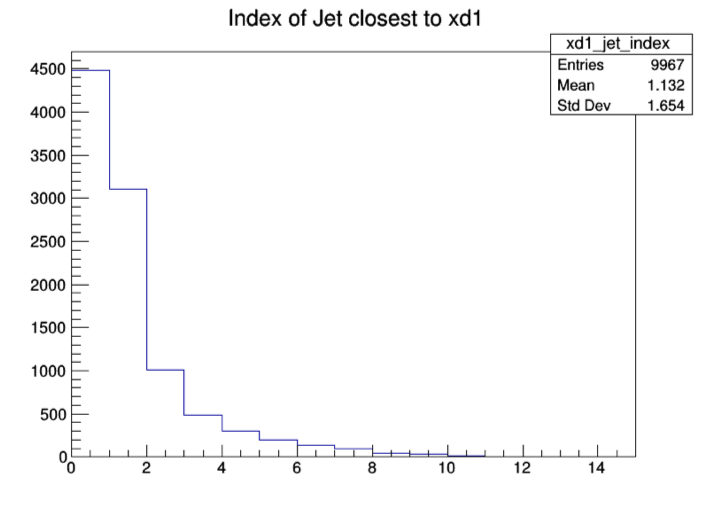 Index of Jet closest to xd1
xd1_jet_index
Entries 9967
Mean 1.132
Std Dev 1.654
4500
4000
3500
3000
2500
2000
1500
1000
500
0
0 2 4 6 8 10 12 14